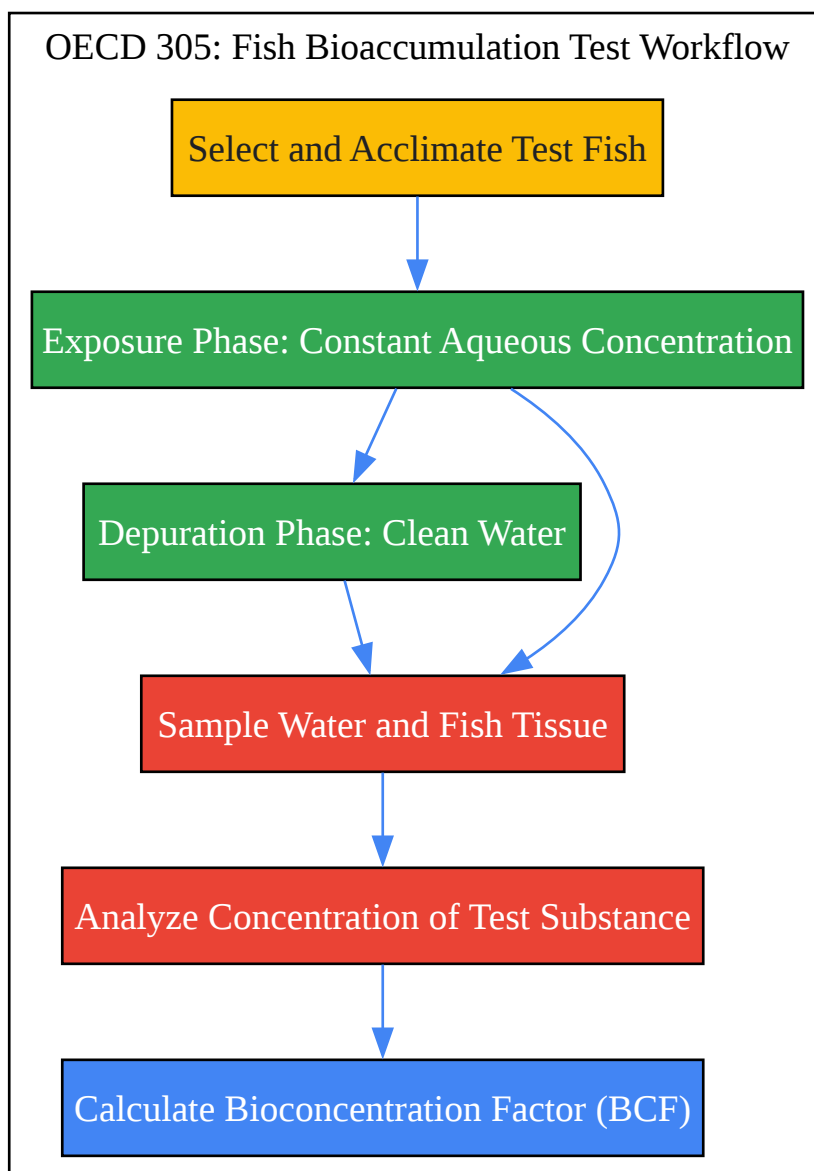 OECD 305: Fish Bioaccumulation Test Workflow
Select and Acclimate Test Fish
Exposure Phase: Constant Aqueous Concentration
Depuration Phase: Clean Water
Sample Water and Fish Tissue
Analyze Concentration of Test Substance
Calculate Bioconcentration Factor (BCF)